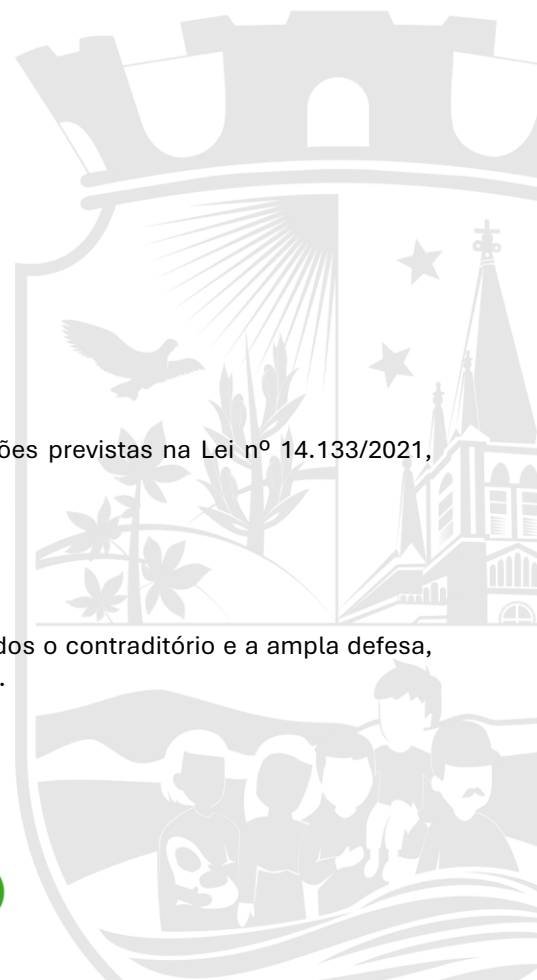 ões previstas na Lei nº 14.133/2021,
dos o contraditório e a ampla defesa,
.